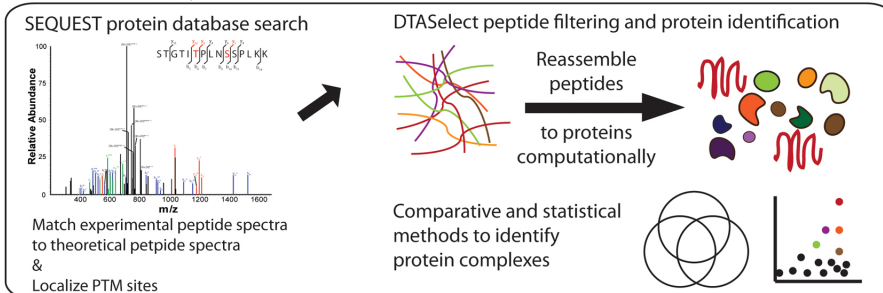 SEQUEST protein database search
DTASelect peptide filtering and protein identification
100
50
25
0
Relative Abundance
STGTITPLNSSPLKK
400 600 800 1000 1200 1400 1600
m/z
Match experimental peptide spectra
to theoretical petpide spectra
&
Localize PTM sites
Reassemble
peptides
to proteins
computationally
Comparative and statistical
methods to identify
protein complexes